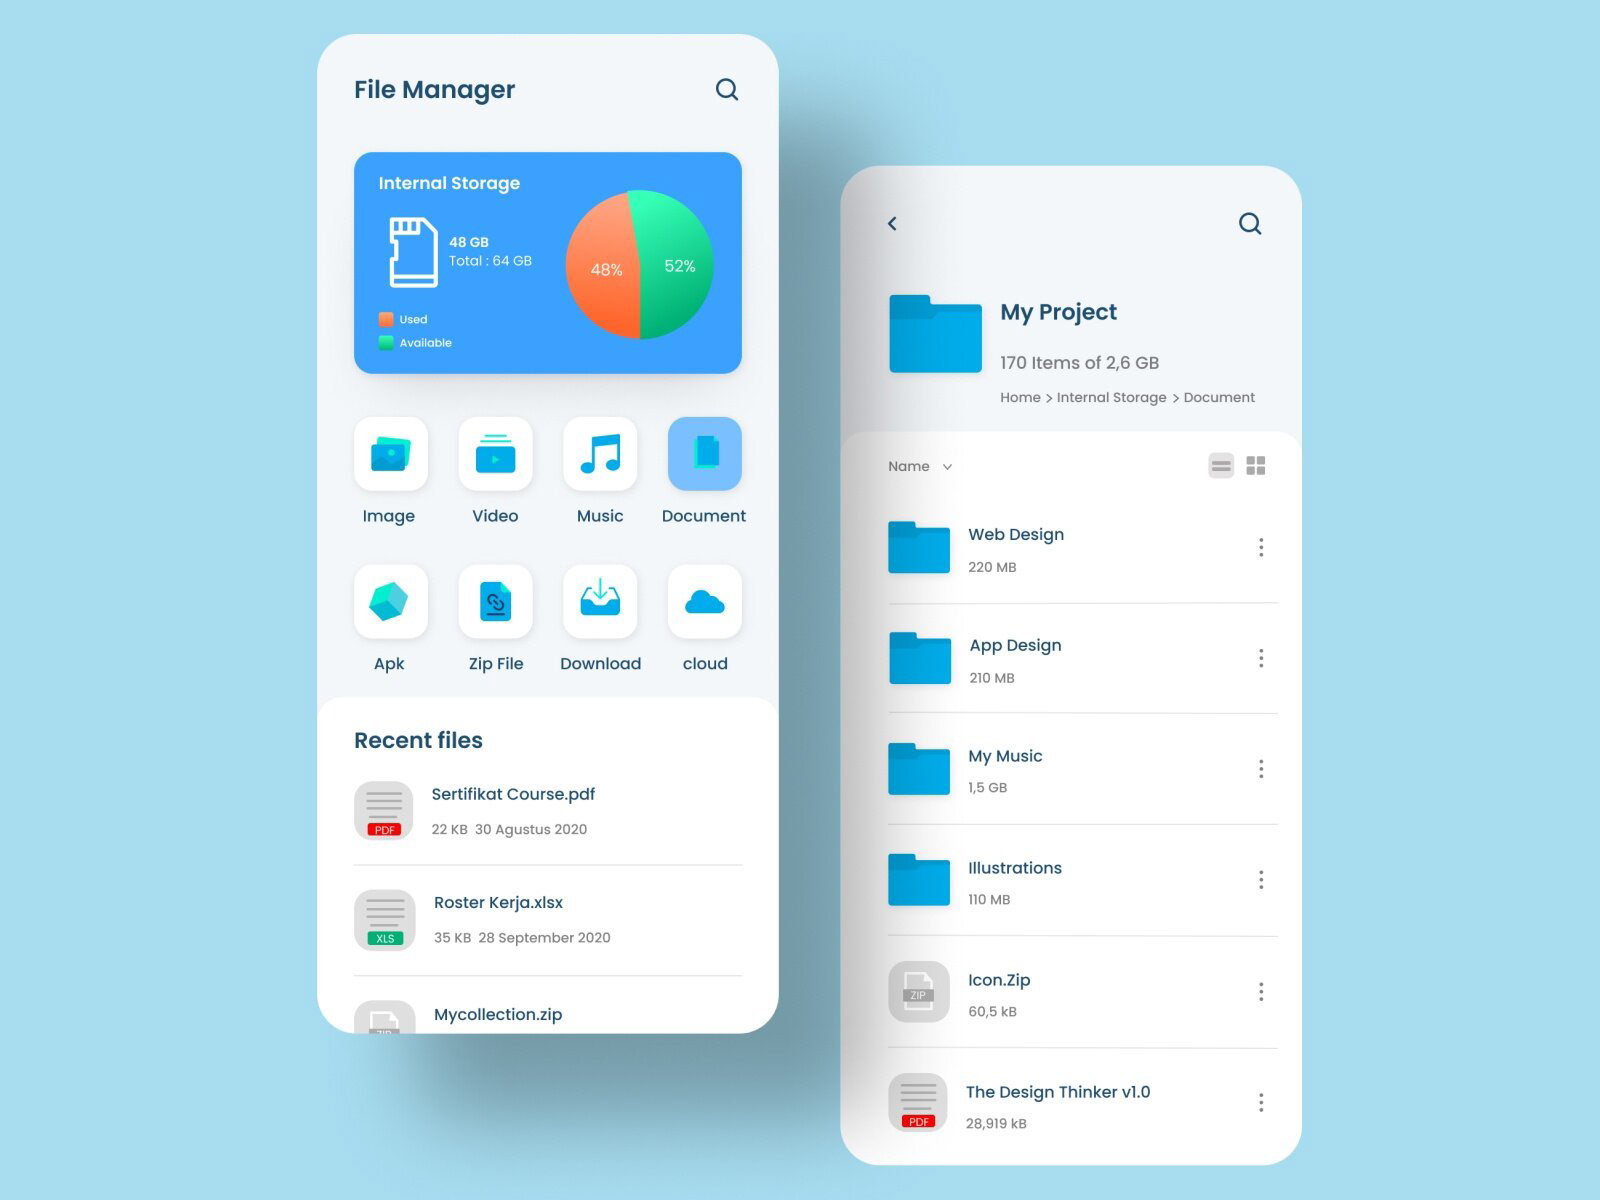 File Manager
Internal Storage
48 GB
Total : 64 GB
Used
Available
48%
52%
Image
Video
Music
Document
Apk
Zip File
Download
cloud
Recent files
Sertifikat Course.pdf
22 KB 30 Agustus 2020
PDF
Roster Kerja.xlsx
35 KB 28 September 2020
XLS
Mycollection.zip
ZIP
My Project
170 Items of 2,6 GB
Home > Internal Storage > Document
Name
Web Design
220 MB
App Design
210 MB
My Music
1,5 GB
Illustrations
110 MB
Icon.Zip
60,5 kB
ZIP
The Design Thinker v1.0
28,919 kB
PDF